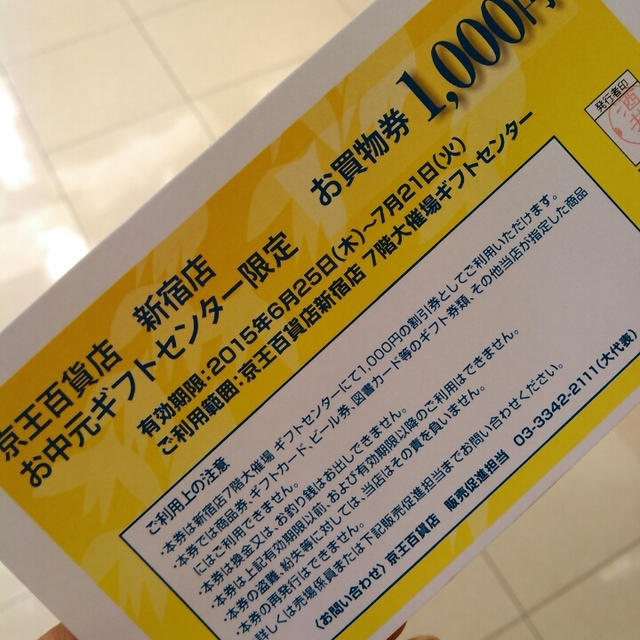 京王百貨店 新宿店
お中元ギフトセンター限定 お買物券 1,000円
発行者印
有効期限:2015年6月25日(木)~7月21日(火)
ご利用範囲:京王百貨店新宿店 7階大催場ギフトセンター
ご利用上の注意
・本券は新宿店7階大催場 ギフトセンターにて1,000円の割引券としてご利用いただけます。
・本券では商品券、ギフトカード、ビール券、図書カード等のギフト券類、その他当店が指定した商品
にはご利用できません。
・本券は換金又は、お釣り銭はお出しできません。
・本券は上記有効期限以前、および有効期限以降のご利用はできません。
・本券の盗難、紛失等に対しては、当店はその責を負いません。
・本券の再発行はできません。
詳しくは売場係員または下記販売促進担当までお問い合わせください。
〈お問い合わせ〉京王百貨店 販売促進担当 03-3342-2111(大代表)